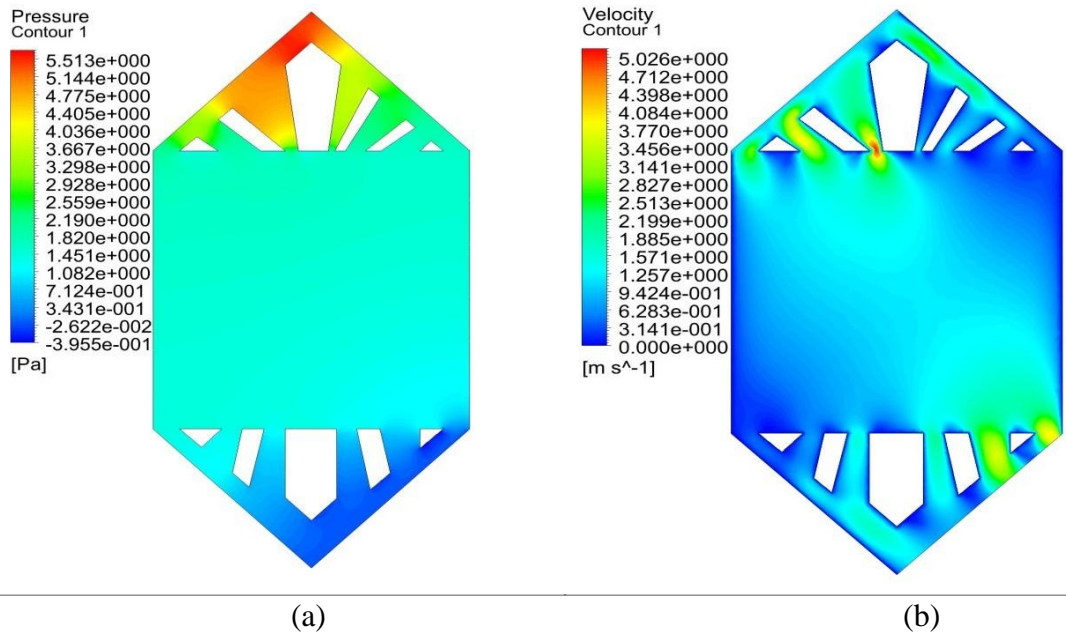 Pressure
Contour 1
5.513e+000
5.144e+000
4.775e+000
4.405e+000
4.036e+000
3.667e+000
3.298e+000
2.928e+000
2.559e+000
2.190e+000
1.820e+000
1.451e+000
1.082e+000
7.124e-001
3.431e-001
-2.622e-002
-3.955e-001
[Pa]
Velocity
Contour 1
5.026e+000
4.712e+000
4.398e+000
4.084e+000
3.770e+000
3.456e+000
3.141e+000
2.827e+000
2.513e+000
2.199e+000
1.885e+000
1.571e+000
1.257e+000
9.424e-001
6.283e-001
3.141e-001
0.000e+000
[m s^-1]
(a)
(b)